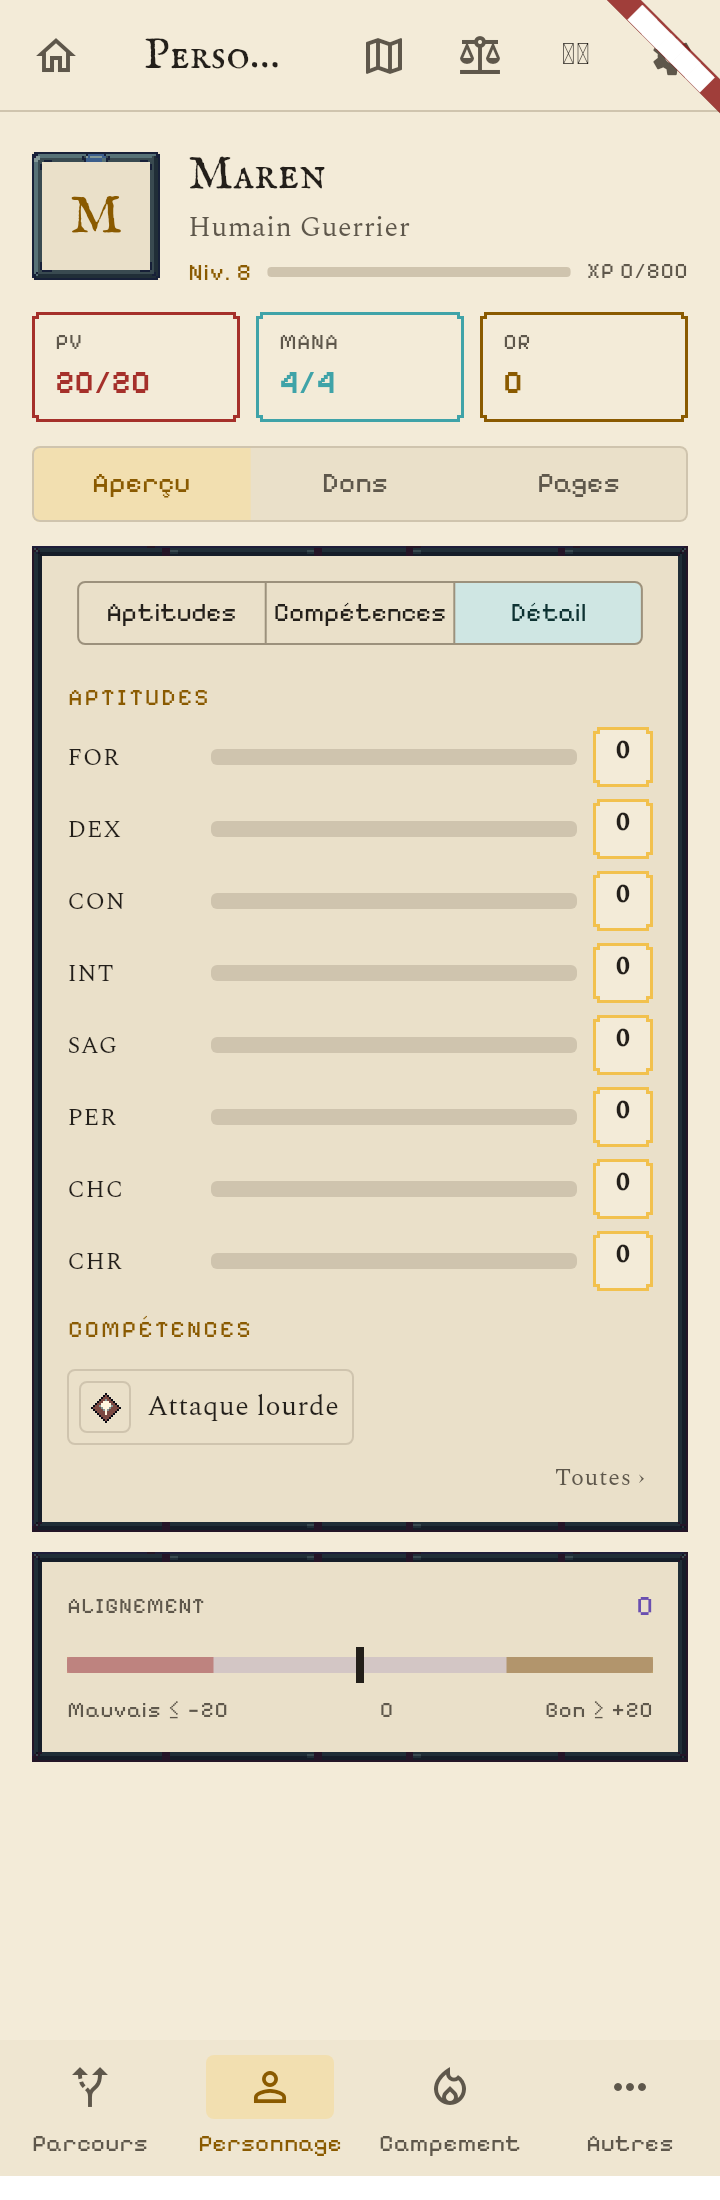 Perso...
M
Maren
Humain Guerrier
Niv. 8
XP 0/800
PV
MANA
OR
20/20
4/4
0
Aperçu
Dons
Pages
Aptitudes
Compétences
Détail
APTITUDES
FOR 0
DEX 0
CON 0
INT 0
SAG 0
PER 0
CHC 0
CHR 0
COMPÉTENCES
Attaque lourde
Toutes ›
ALIGNEMENT
0
Mauvais ≤ -20
0
Bon ≥ +20
Parcours
Personnage
Campement
Autres